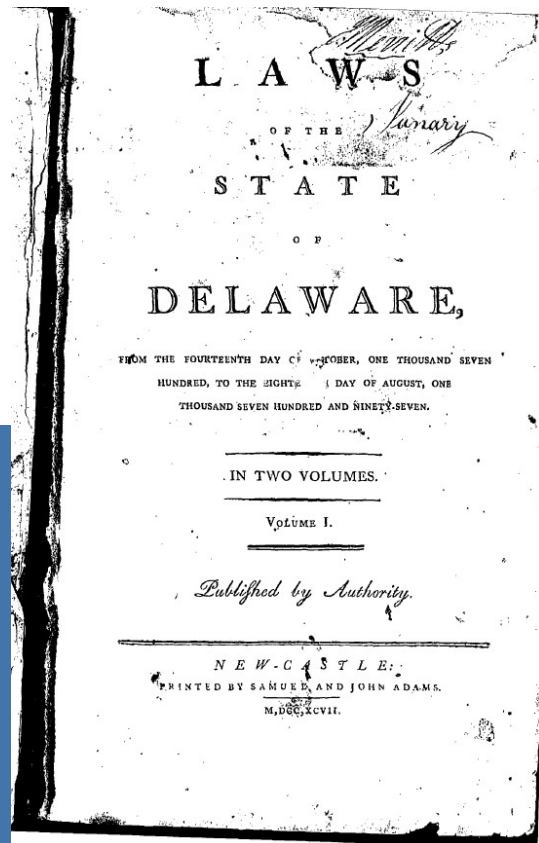 Merritt
LAWS
Junary
OF THE
STATE
OF
DELAWARE,
FROM THE FOURTEENTH DAY OF OCTOBER, ONE THOUSAND SEVEN
HUNDRED, TO THE DAY OF AUGUST, ONE
THOUSAND SEVEN HUNDRED AND NINETY-SEVEN.
IN TWO VOLUMES.
VOLUME I.
Publiſhed by Authority.
NEW-CASTLE:
PRINTED BY SAMUEL AND JOHN ADAMS.
M,DCC,XCVII.